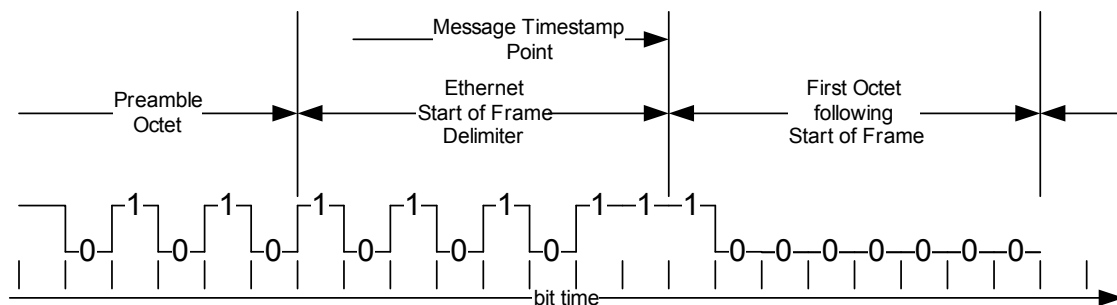 Message Timestamp
Point
Preamble
Octet
Ethernet
Start of Frame
Delimiter
First Octet
following
Start of Frame
0 1 0 1 0 1 0 1 0 1 0 1 1 1 0 0 0 0 0 0 0
bit time